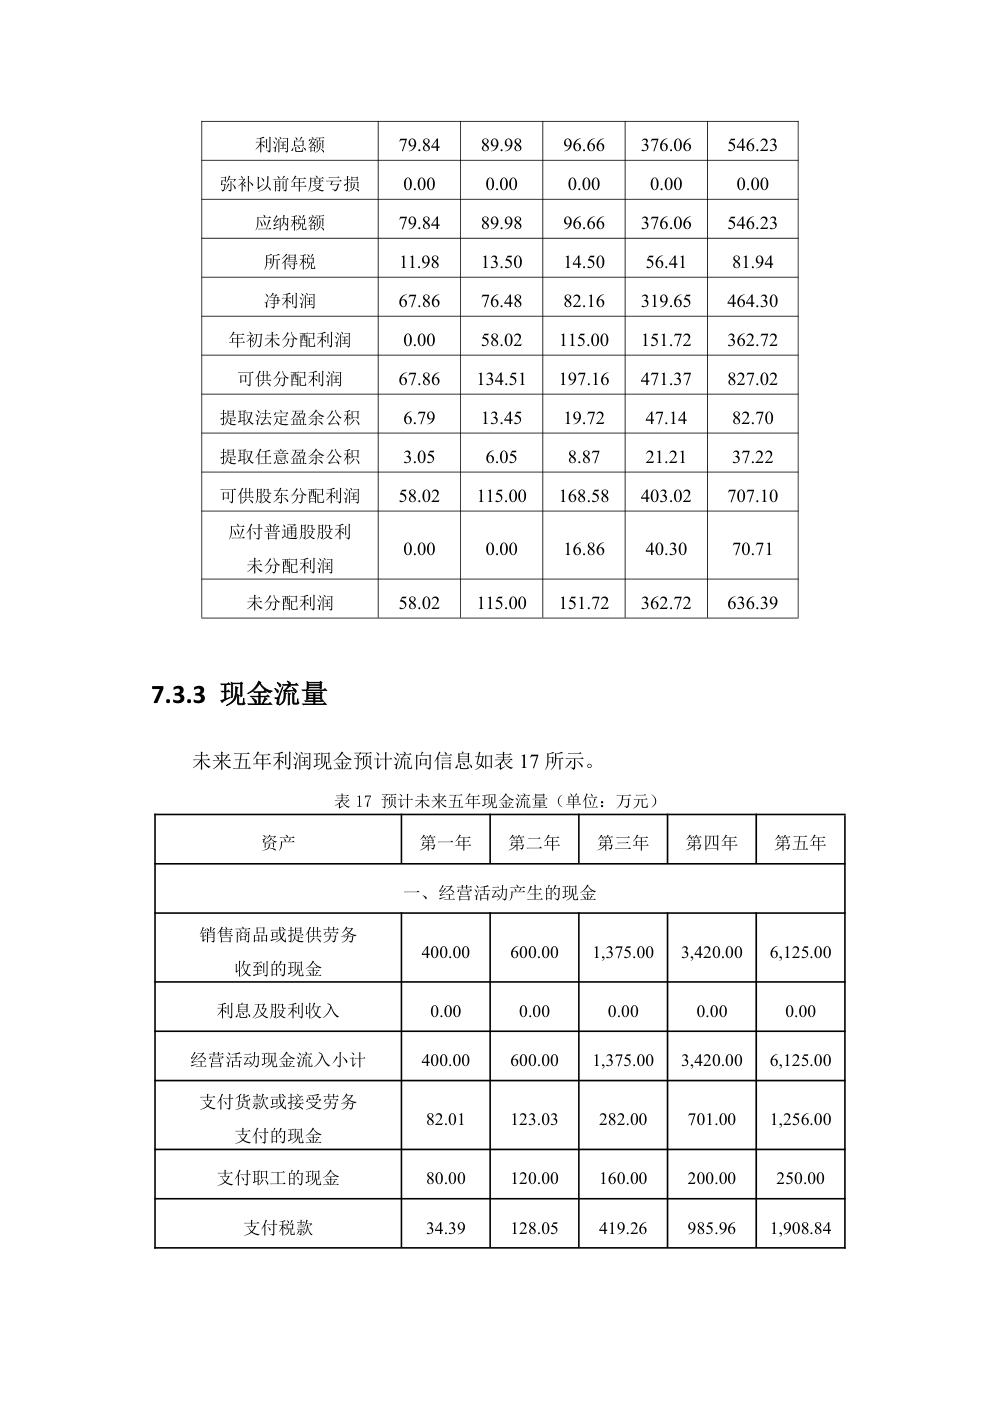 利润总额 79.84 89.98 96.66 376.06 546.23
弥补以前年度亏损 0.00 0.00 0.00 0.00 0.00
应纳税额 79.84 89.98 96.66 376.06 546.23
所得税 11.98 13.50 14.50 56.41 81.94
净利润 67.86 76.48 82.16 319.65 464.30
年初未分配利润 0.00 58.02 115.00 151.72 362.72
可供分配利润 67.86 134.51 197.16 471.37 827.02
提取法定盈余公积 6.79 13.45 19.72 47.14 82.70
提取任意盈余公积 3.05 6.05 8.87 21.21 37.22
可供股东分配利润 58.02 115.00 168.58 403.02 707.10
应付普通股股利
未分配利润 0.00 0.00 16.86 40.30 70.71
未分配利润 58.02 115.00 151.72 362.72 636.39
7.3.3 现金流量
未来五年利润现金预计流向信息如表 17 所示。
表 17 预计未来五年现金流量（单位：万元）
资产 第一年 第二年 第三年 第四年 第五年
一、经营活动产生的现金
销售商品或提供劳务
收到的现金 400.00 600.00 1,375.00 3,420.00 6,125.00
利息及股利收入 0.00 0.00 0.00 0.00 0.00
经营活动现金流入小计 400.00 600.00 1,375.00 3,420.00 6,125.00
支付货款或接受劳务
支付的现金 82.01 123.03 282.00 701.00 1,256.00
支付职工的现金 80.00 120.00 160.00 200.00 250.00
支付税款 34.39 128.05 419.26 985.96 1,908.84